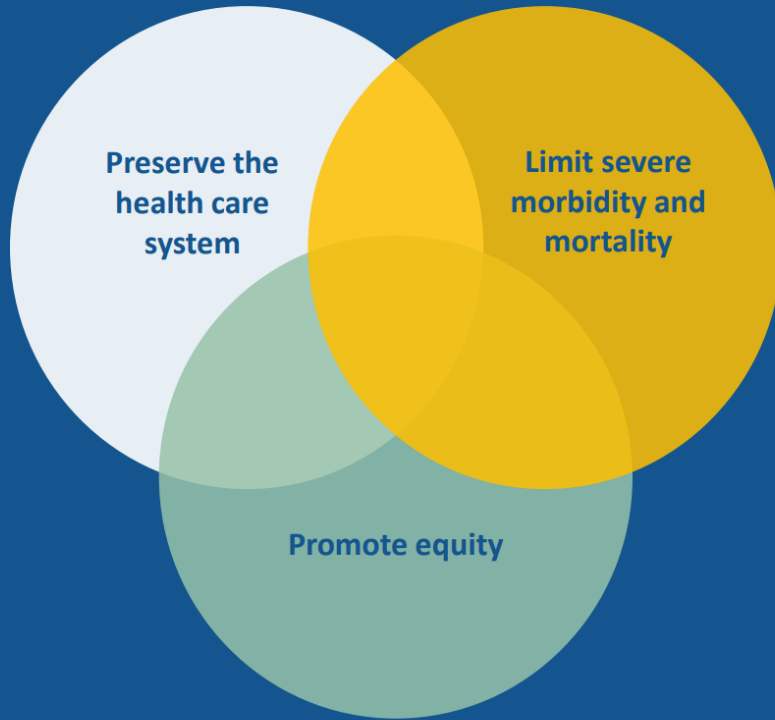 Preserve the
health care
system
Limit severe
morbidity and
mortality
Promote equity